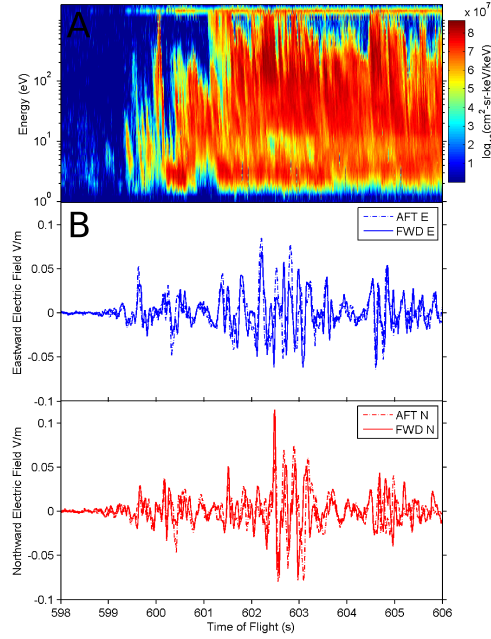 A
× 10⁷
10³
10²
10¹
10⁰
Energy (eV)
8
7
6
5
4
3
2
1
log.. (cm²-sr-keV/keV)
B
AFT E
FWD E
0.1
0.05
0
-0.05
-0.1
Eastward Electric Field V/m
AFT N
FWD N
0.1
0.05
0
-0.05
-0.1
Northward Electric Field V/m
598 599 600 601 602 603 604 605 606
Time of Flight (s)